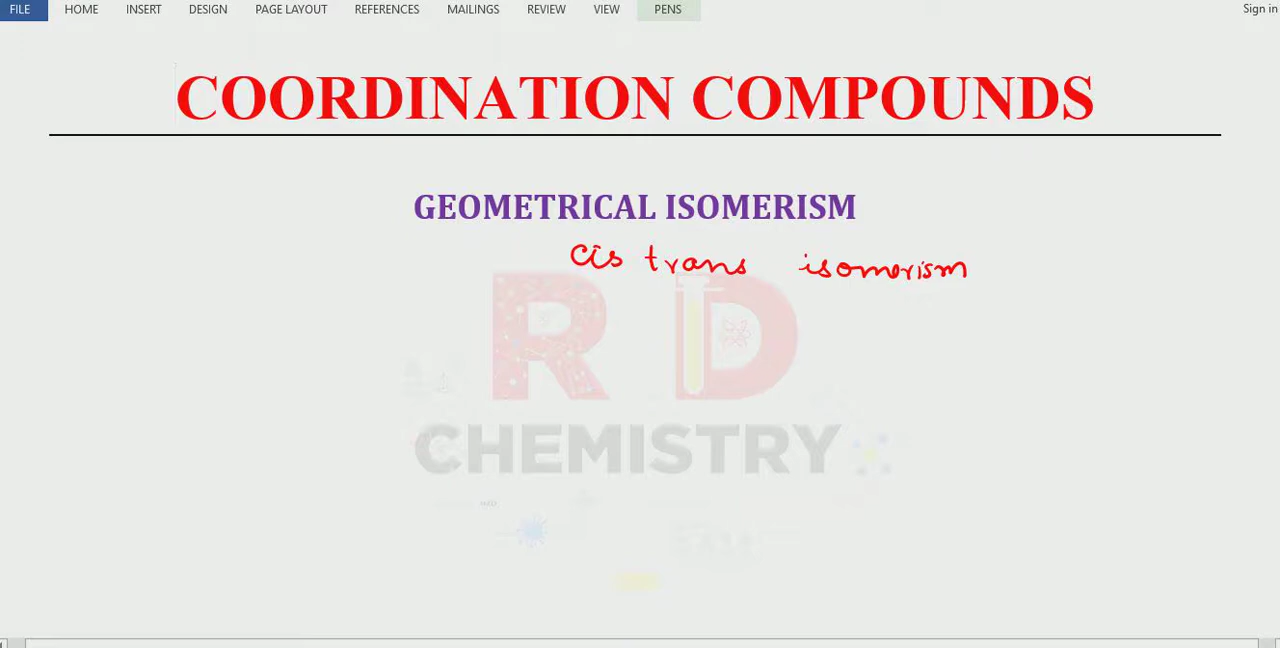 FILE HOME INSERT DESIGN PAGE LAYOUT REFERENCES MAILINGS REVIEW VIEW PENS Sign in
COORDINATION COMPOUNDS
GEOMETRICAL ISOMERISM
cis trans isomerism
RD
CHEMISTRY